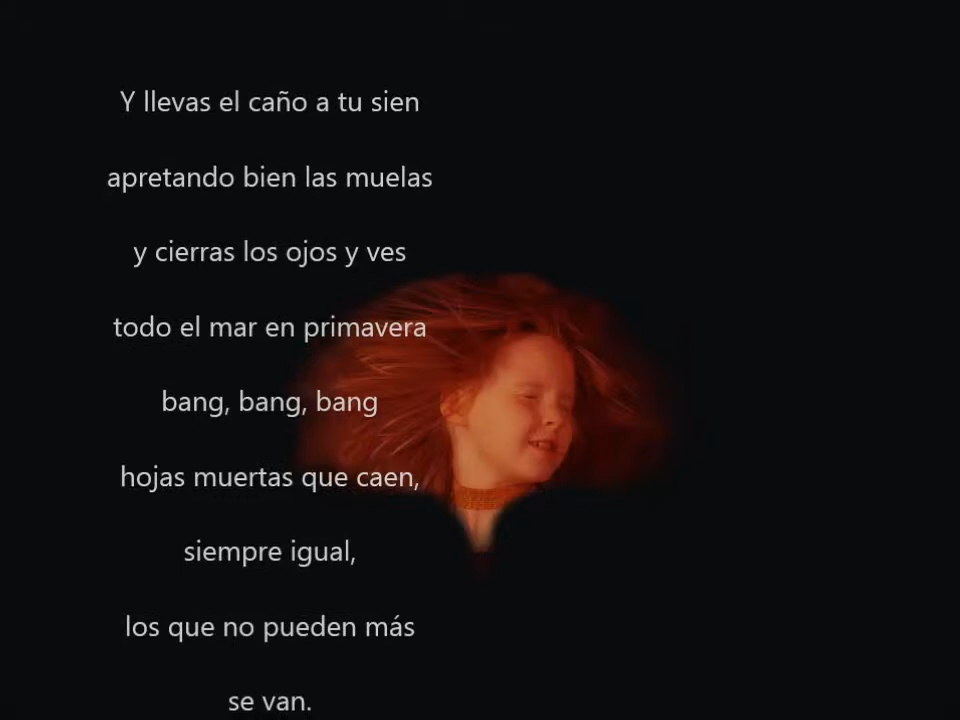 Y llevas el caño a tu sien
apretando bien las muelas
y cierras los ojos y ves
todo el mar en primavera
bang, bang, bang
hojas muertas que caen,
siempre igual,
los que no pueden más
se van.